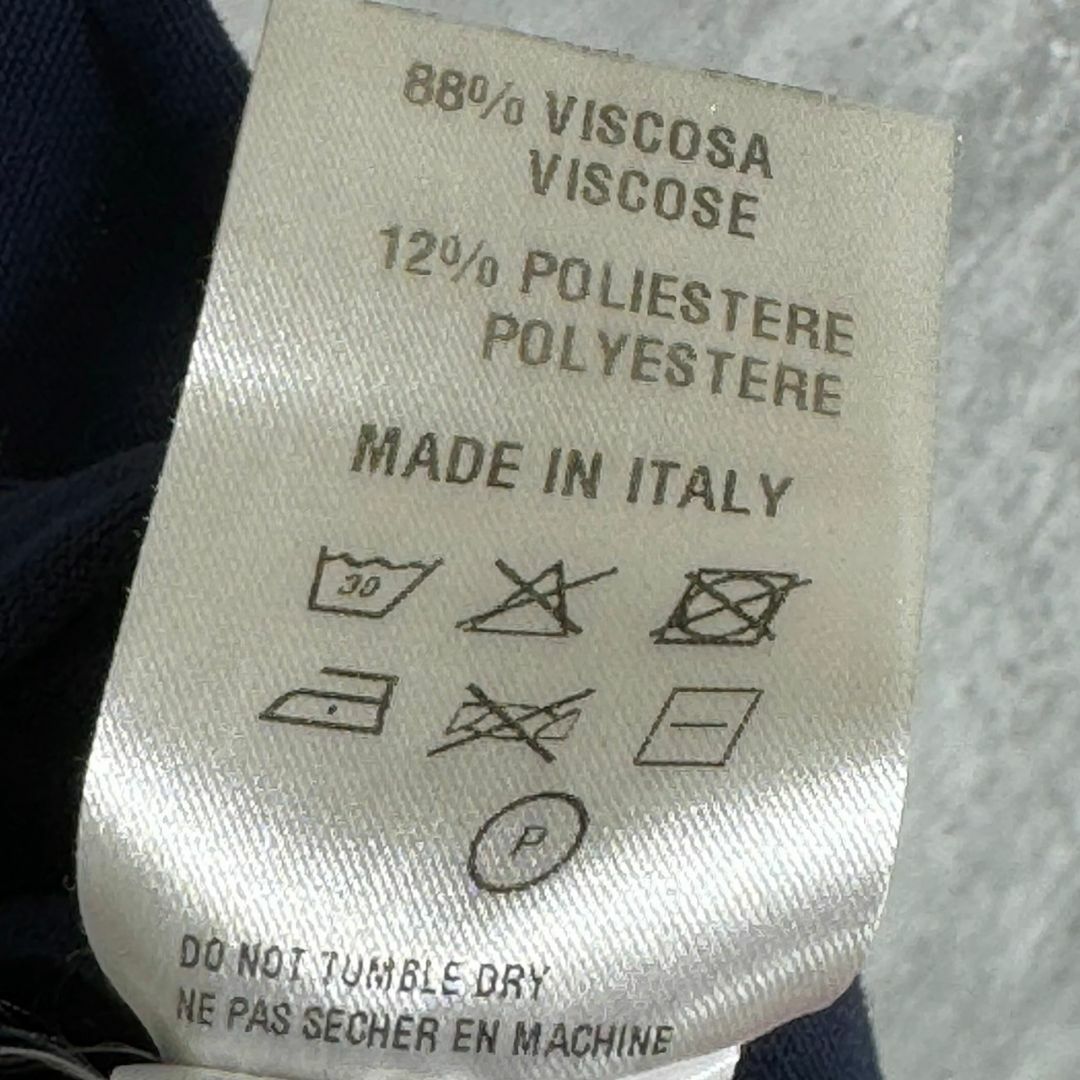 88% VISCOSA
VISCOSE
12% POLIESTERE
POLYESTERE
MADE IN ITALY
30
P
DO NOT TUMBLE DRY
NE PAS SECHER EN MACHINE